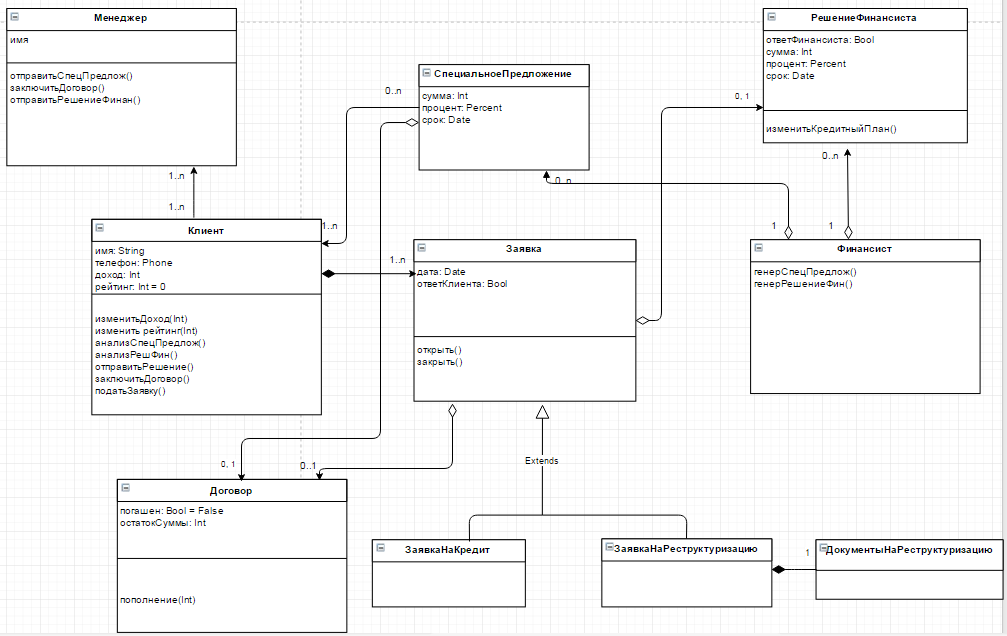 Менеджер
имя
отправитьСпецПредлож()
заключитьДоговор()
отправитьРешениеФинан()
СпециальноеПредложение
сумма: Int
процент: Percent
срок: Date
РешениеФинансиста
ответФинансиста: Bool
сумма: Int
процент: Percent
срок: Date
изменитьКредитныйПлан()
0..n
0, 1
1..n
1..n
0..n
0..n
1..n
1
1
1..n
Клиент
имя: String
телефон: Phone
доход: Int
рейтинг: Int = 0
изменитьДоход(Int)
изменить рейтинг(Int)
анализСпецПредлож()
анализРешФин()
отправитьРешение()
заключитьДоговор()
податьЗаявку()
Заявка
дата: Date
ответКлиента: Bool
открыть()
закрыть()
Финансист
генерСпецПредлож()
генерРешениеФин()
Extends
0, 1
0..1
Договор
погашен: Bool = False
остатокСуммы: Int
пополнение(Int)
ЗаявкаНаКредит
ЗаявкаНаРеструктуризацию
1
ДокументыНаРеструктуризацию